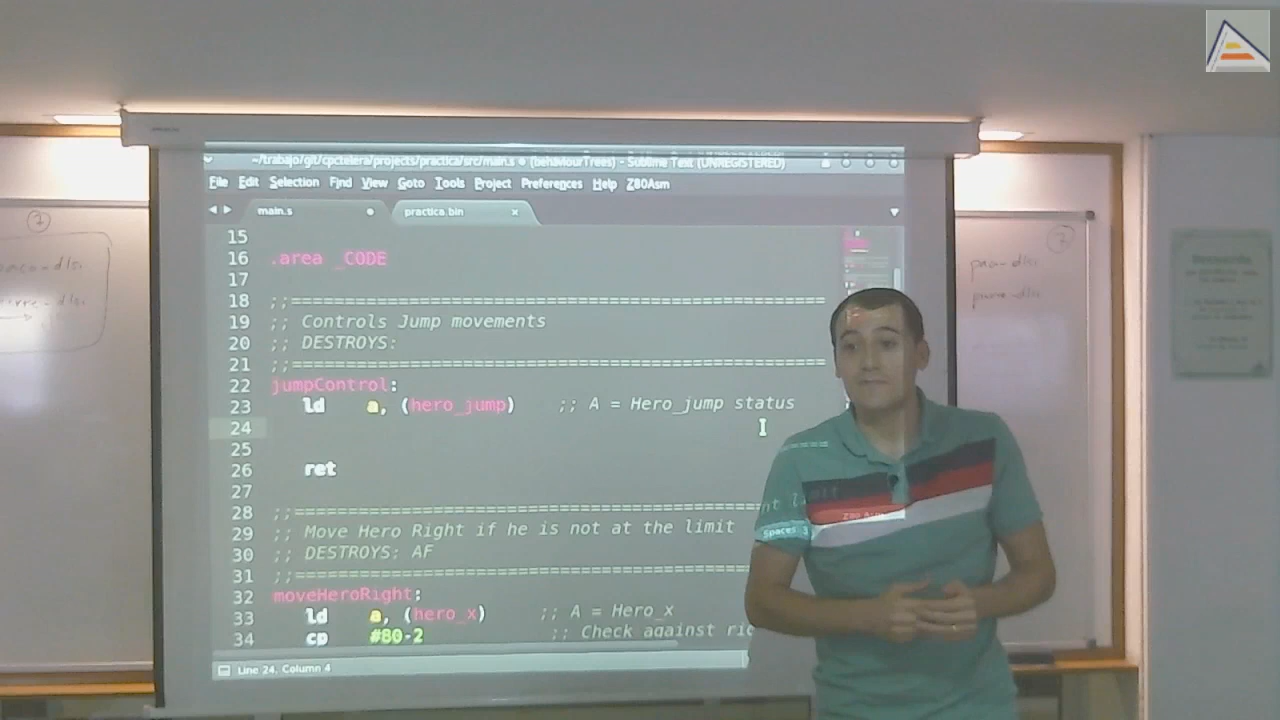 ~/trabajo/git/cpctelera/projects/practica/src/main.s • (behaviourTrees) - Sublime Text (UNREGISTERED)
File Edit Selection Find View Goto Tools Project Preferences Help Z80Asm
main.s practica.bin
15
16 .area _CODE
17
18 ;;====================================================
19 ;; Controls Jump movements
20 ;; DESTROYS:
21 ;;====================================================
22 jumpControl:
23 ld a, (hero_jump) ;; A = Hero_jump status
24
25
26 ret
27
28 ;;====================================================
29 ;; Move Hero Right if he is not at the limit
30 ;; DESTROYS: AF
31 ;;==============================================
32 moveHeroRight:
33 ld a, (hero_x) ;; A = Hero_x
34 cp #80-2 ;; Check against
Line 24, Column 4
Spaces: 3
Z80 Asm